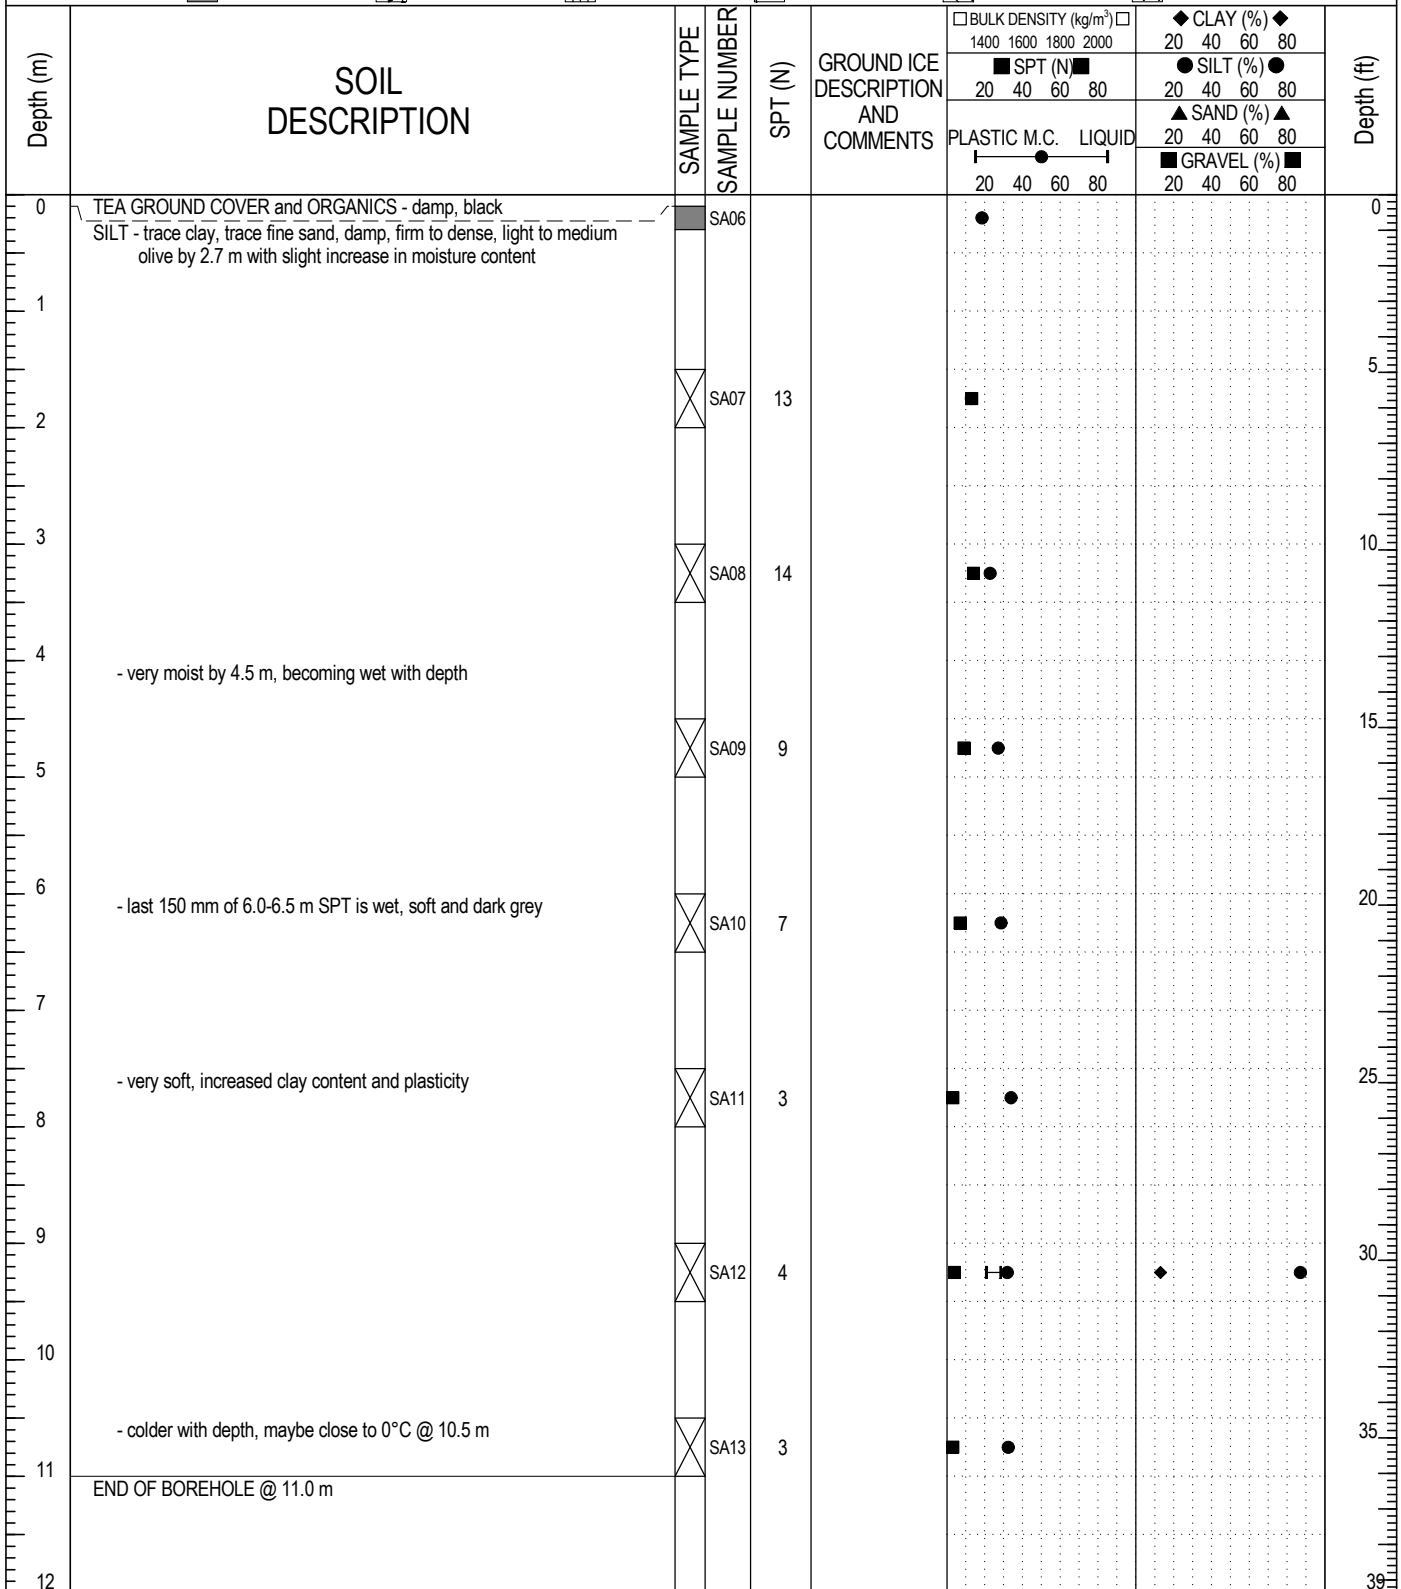 Depth (m)
SOIL
DESCRIPTION
SAMPLE TYPE
SAMPLE NUMBER
SPT (N)
GROUND ICE
DESCRIPTION
AND
COMMENTS
BULK DENSITY (kg/m³)
1400 1600 1800 2000
SPT (N)
20 40 60 80
PLASTIC M.C. LIQUID
20 40 60 80
CLAY (%)
20 40 60 80
SILT (%)
20 40 60 80
SAND (%)
20 40 60 80
GRAVEL (%)
20 40 60 80
Depth (ft)
0 TEA GROUND COVER and ORGANICS - damp, black SA06 0
SILT - trace clay, trace fine sand, damp, firm to dense, light to medium
olive by 2.7 m with slight increase in moisture content
1
5
SA07 13
2
3
10
SA08 14
4
- very moist by 4.5 m, becoming wet with depth
15
SA09 9
5
6
- last 150 mm of 6.0-6.5 m SPT is wet, soft and dark grey
20
SA10 7
7
- very soft, increased clay content and plasticity
25
SA11 3
8
9
30
SA12 4
10
- colder with depth, maybe close to 0°C @ 10.5 m
35
SA13 3
11
END OF BOREHOLE @ 11.0 m
12 39